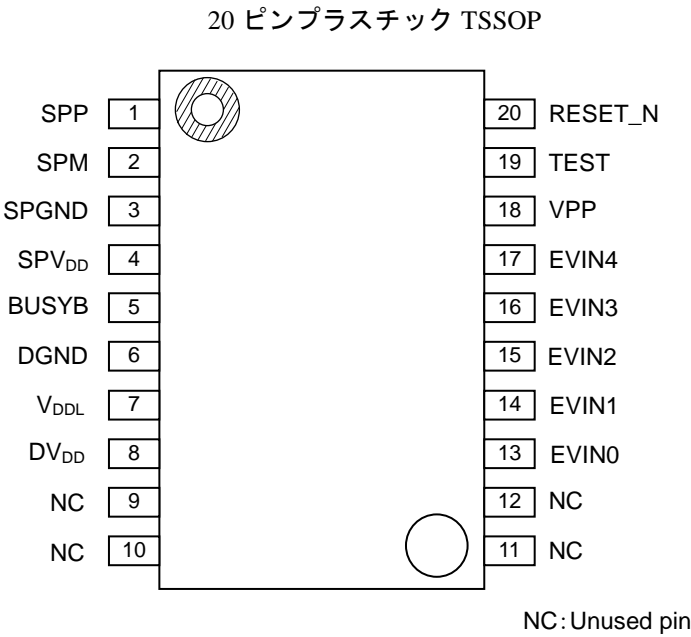 20 ピンプラスチック TSSOP
SPP 1 20 RESET_N
SPM 2 19 TEST
SPGND 3 18 VPP
SPVDD 4 17 EVIN4
BUSYB 5 16 EVIN3
DGND 6 15 EVIN2
VDDL 7 14 EVIN1
DVDD 8 13 EVIN0
NC 9 12 NC
NC 10 11 NC
NC:Unused pin